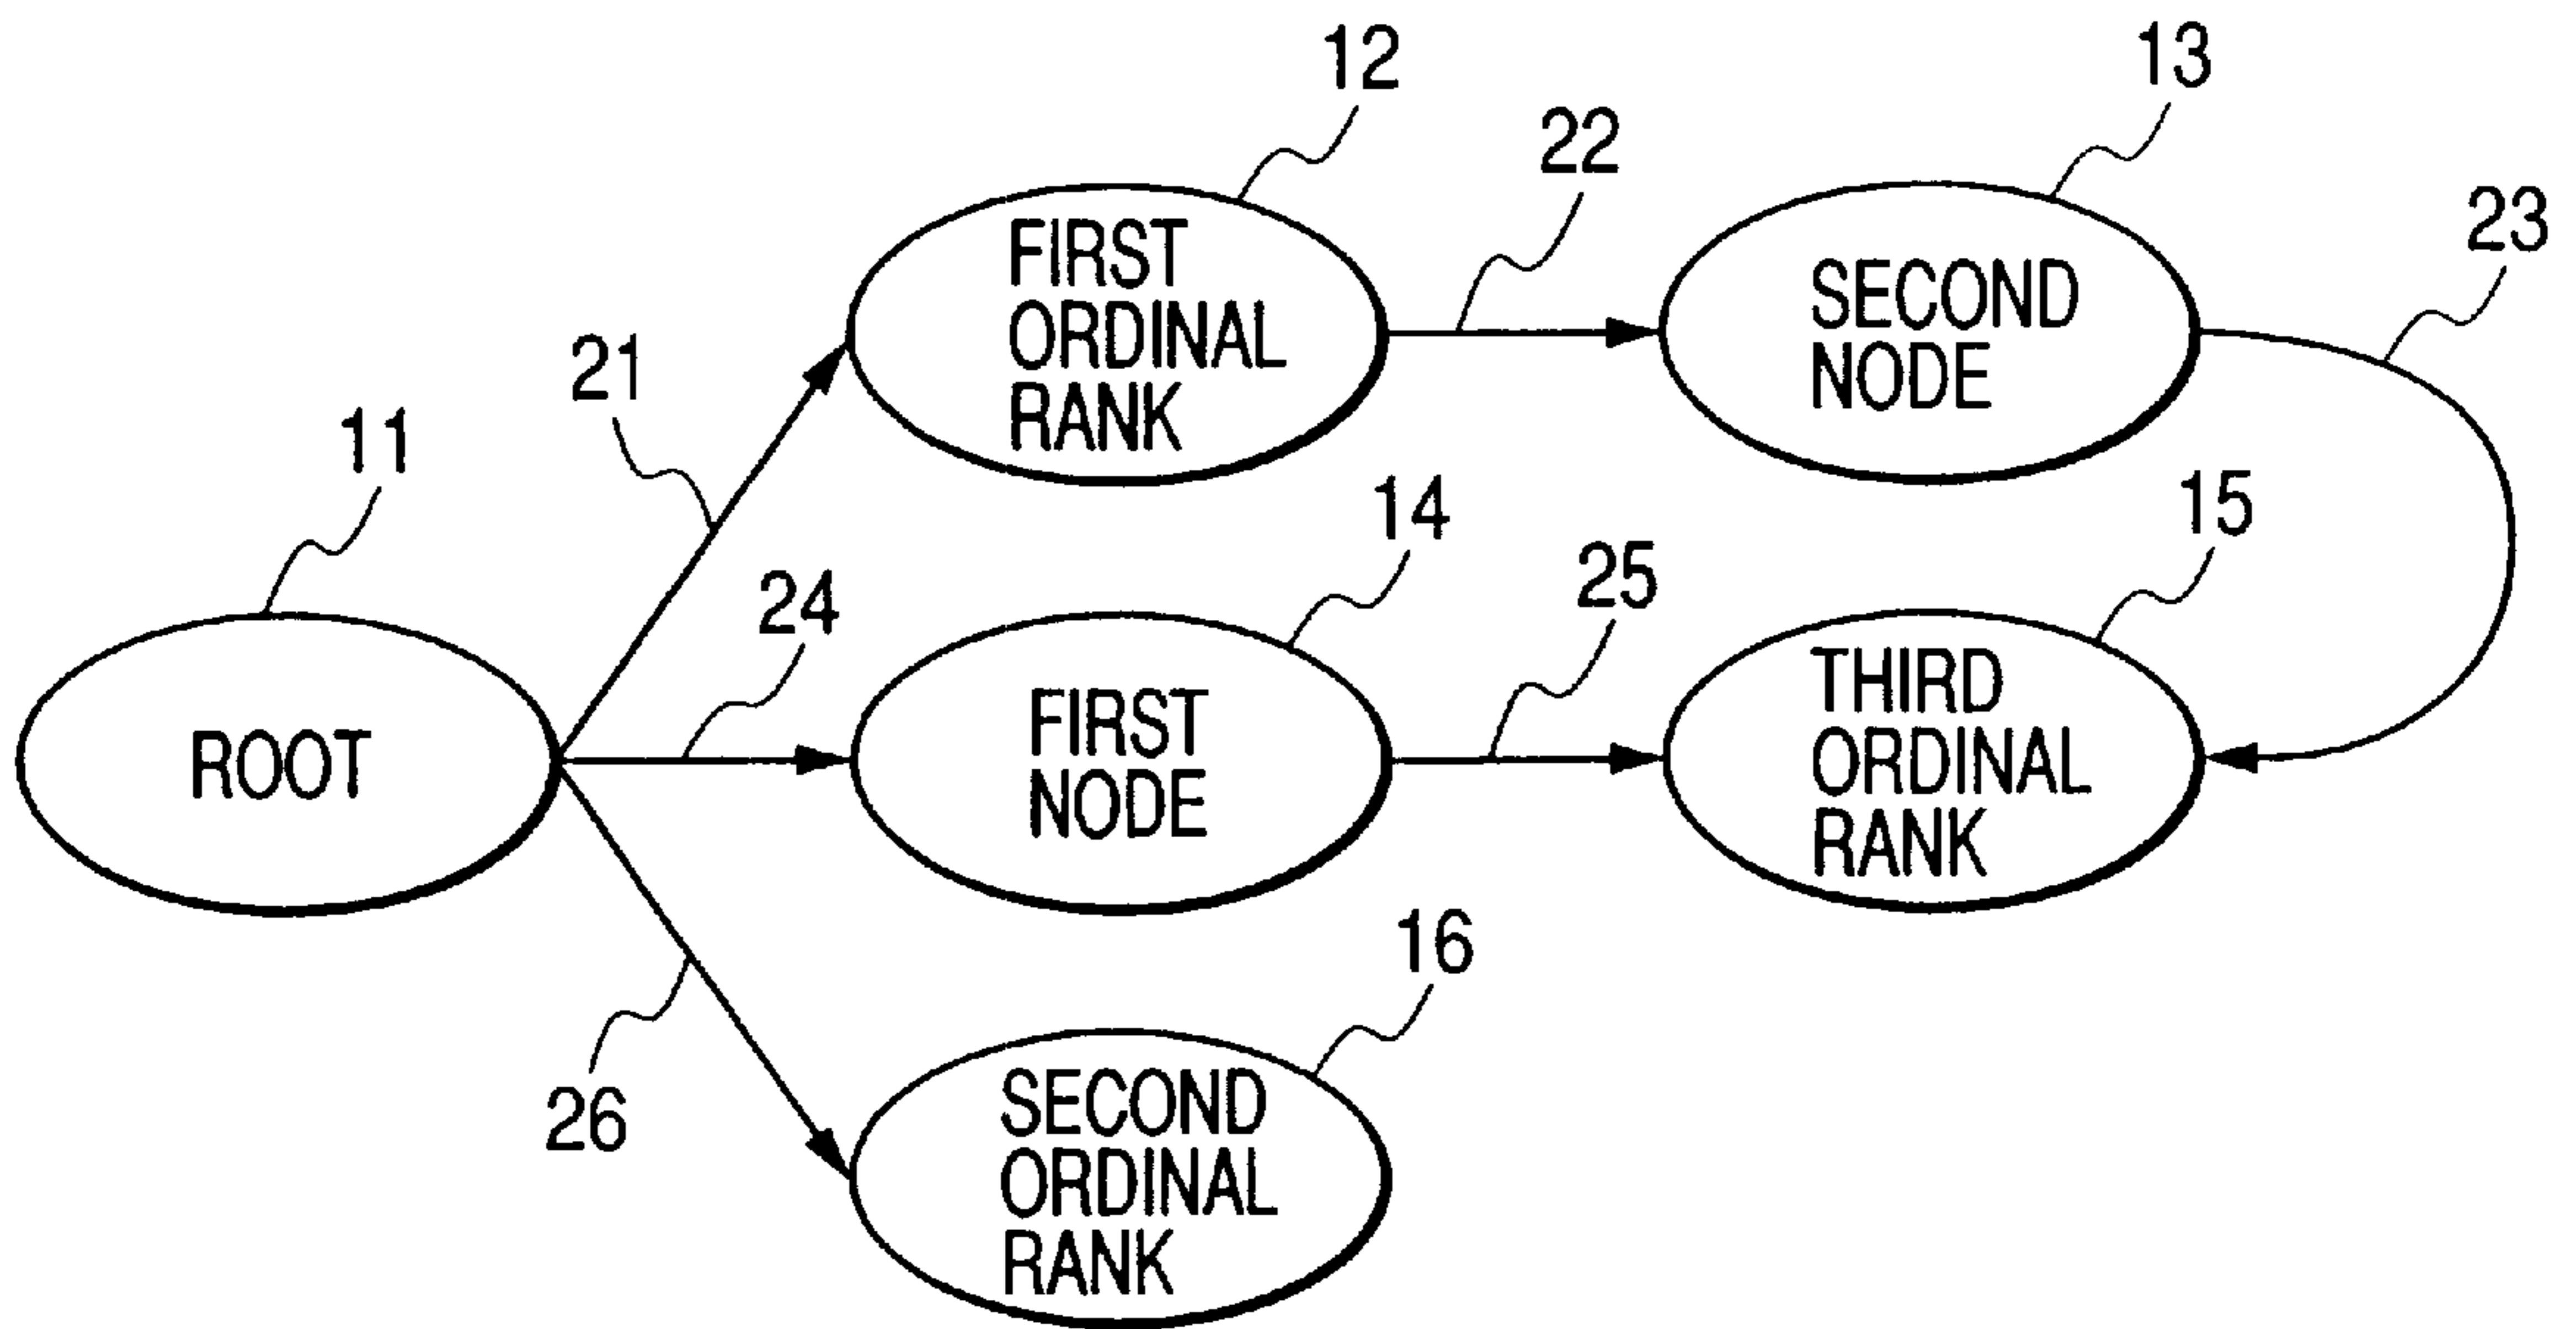 12
13
22
FIRST
ORDINAL
RANK
SECOND
NODE
23
21
11
14
15
25
24
ROOT
FIRST
NODE
THIRD
ORDINAL
RANK
16
26
SECOND
ORDINAL
RANK